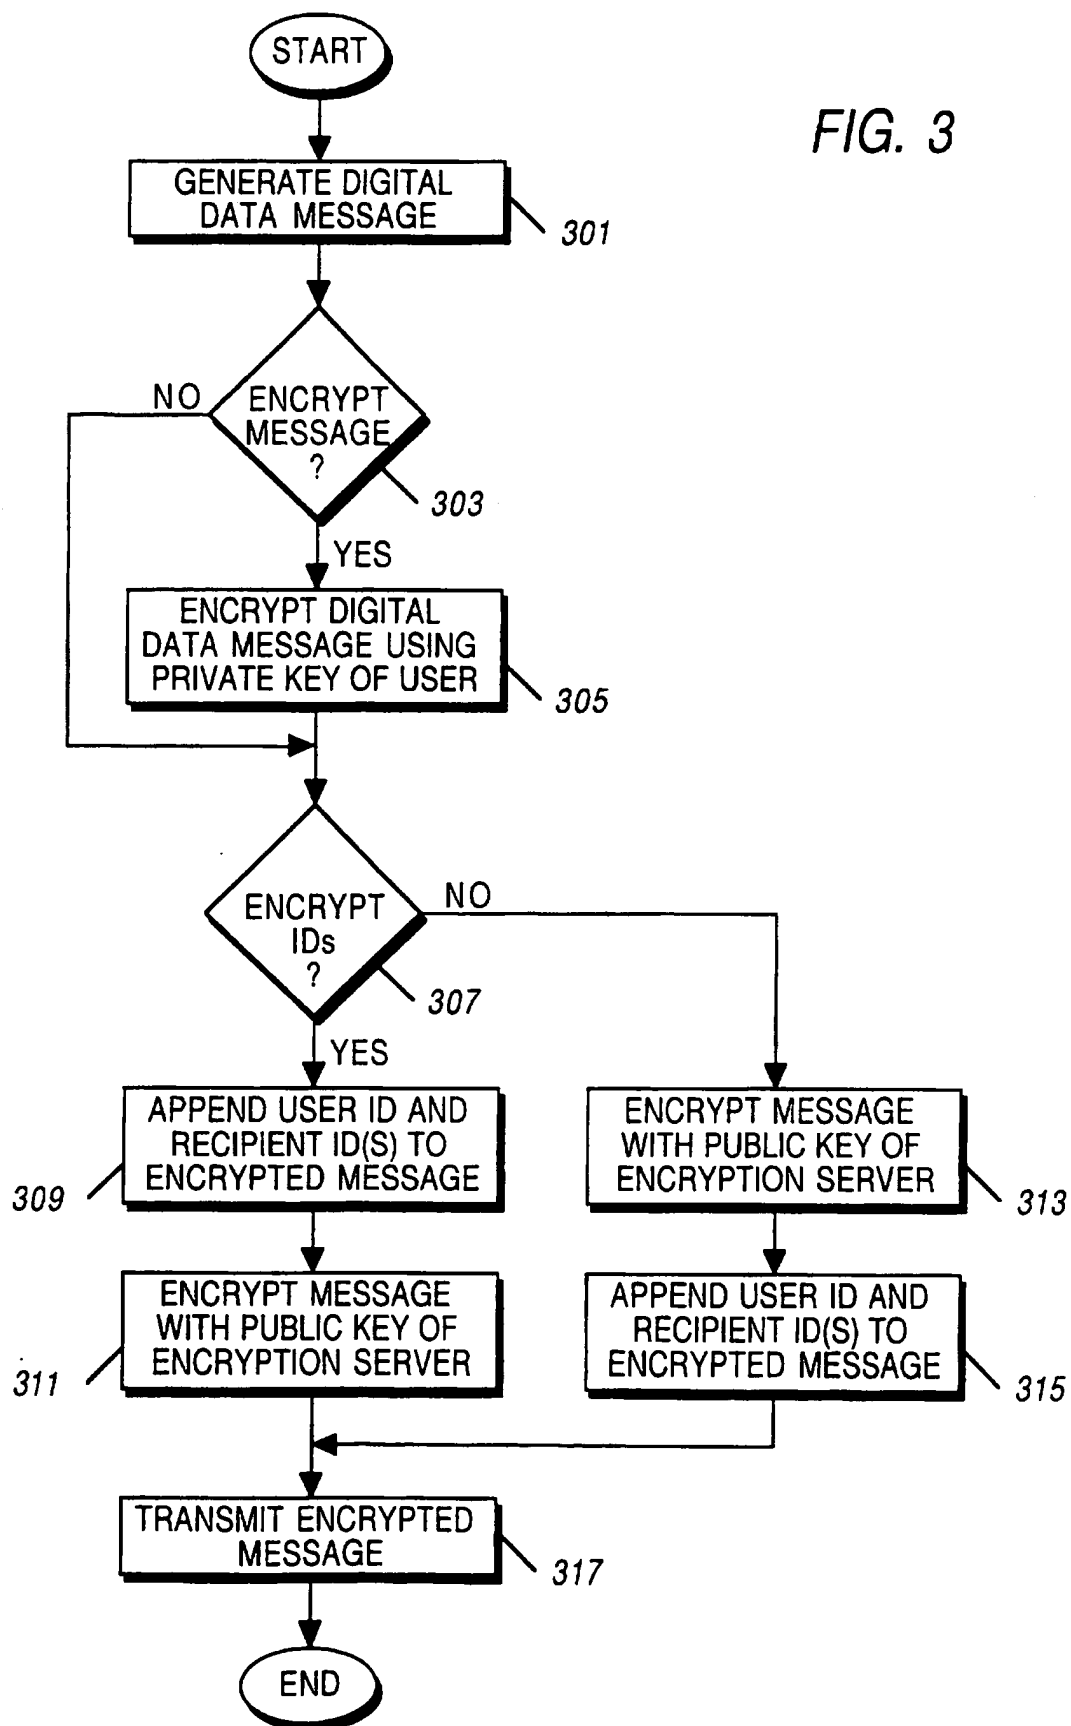 START
FIG. 3
GENERATE DIGITAL
DATA MESSAGE
301
NO
ENCRYPT
MESSAGE
?
303
YES
ENCRYPT DIGITAL
DATA MESSAGE USING
PRIVATE KEY OF USER
305
ENCRYPT
IDs
?
NO
307
YES
APPEND USER ID AND
RECIPIENT ID(S) TO
ENCRYPTED MESSAGE
309
ENCRYPT MESSAGE
WITH PUBLIC KEY OF
ENCRYPTION SERVER
313
ENCRYPT MESSAGE
WITH PUBLIC KEY OF
ENCRYPTION SERVER
311
APPEND USER ID AND
RECIPIENT ID(S) TO
ENCRYPTED MESSAGE
315
TRANSMIT ENCRYPTED
MESSAGE
317
END